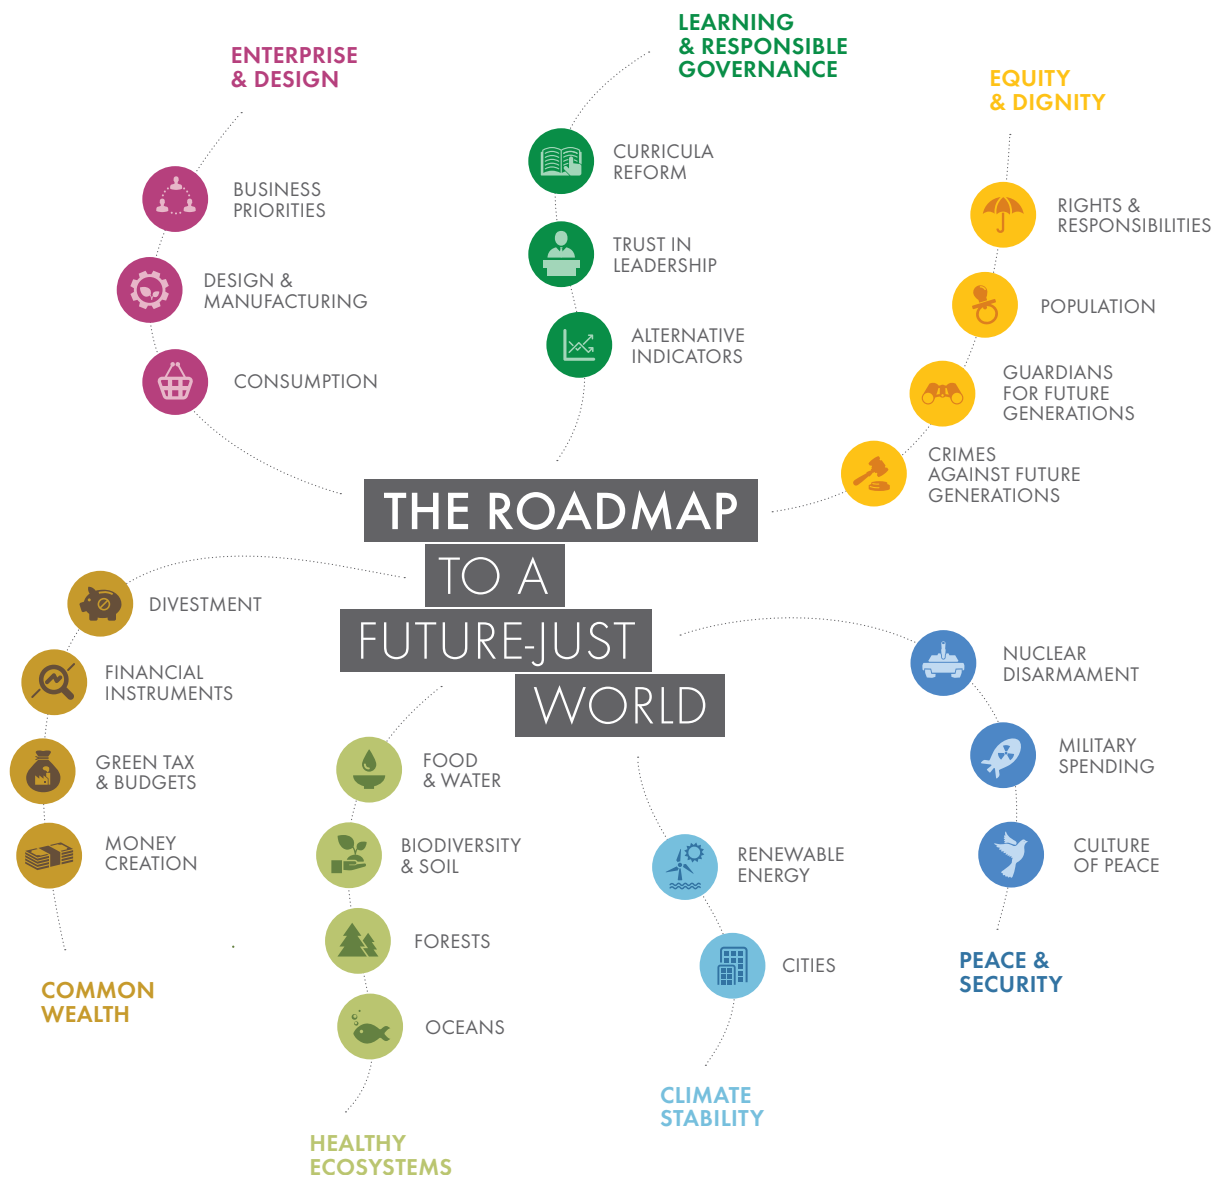 LEARNING
& RESPONSIBLE
GOVERNANCE
ENTERPRISE
& DESIGN
EQUITY
& DIGNITY
CURRICULA
REFORM
BUSINESS
PRIORITIES
RIGHTS &
RESPONSIBILITIES
TRUST IN
LEADERSHIP
DESIGN &
MANUFACTURING
POPULATION
ALTERNATIVE
INDICATORS
CONSUMPTION
GUARDIANS
FOR FUTURE
GENERATIONS
CRIMES
AGAINST FUTURE
GENERATIONS
THE ROADMAP
TO A
FUTURE-JUST
WORLD
DIVESTMENT
FINANCIAL
INSTRUMENTS
GREEN TAX
& BUDGETS
MONEY
CREATION
COMMON
WEALTH
FOOD
& WATER
BIODIVERSITY
& SOIL
FORESTS
OCEANS
HEALTHY
ECOSYSTEMS
RENEWABLE
ENERGY
CITIES
CLIMATE
STABILITY
NUCLEAR
DISARMAMENT
MILITARY
SPENDING
CULTURE
OF PEACE
PEACE &
SECURITY